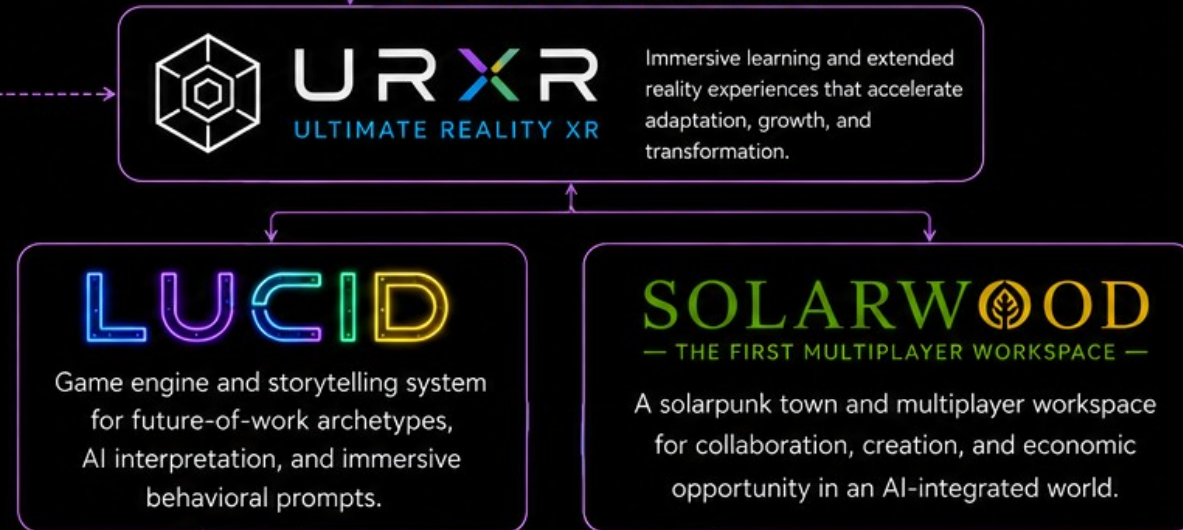 URXR
ULTIMATE REALITY XR
Immersive learning and extended
reality experiences that accelerate
adaptation, growth, and
transformation.
LUCID
Game engine and storytelling system
for future-of-work archetypes,
AI interpretation, and immersive
behavioral prompts.
SOLARWOOD
— THE FIRST MULTIPLAYER WORKSPACE —
A solarpunk town and multiplayer workspace
for collaboration, creation, and economic
opportunity in an AI-integrated world.